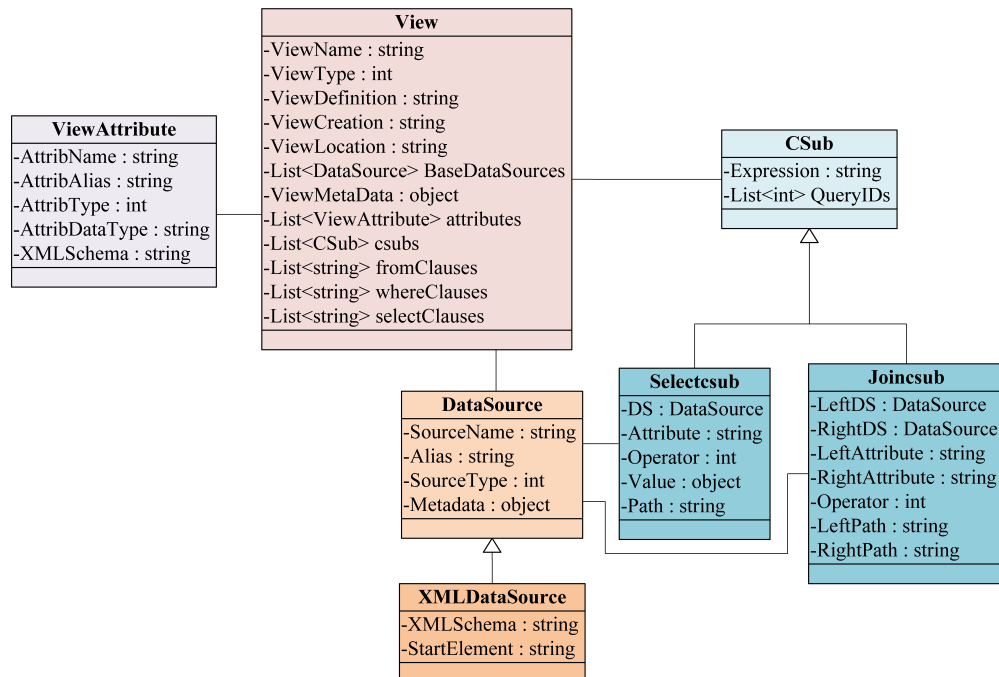 View
-ViewName : string
-ViewType : int
-ViewDefinition : string
-ViewCreation : string
-ViewLocation : string
-List<DataSource> BaseDataSources
-ViewMetaData : object
-List<ViewAttribute> attributes
-List<CSub> csubs
-List<string> fromClauses
-List<string> whereClauses
-List<string> selectClauses
ViewAttribute
-AttribName : string
-AttribAlias : string
-AttribType : int
-AttribDataType : string
-XMLSchema : string
CSub
-Expression : string
-List<int> QueryIDs
DataSource
-SourceName : string
-Alias : string
-SourceType : int
-Metadata : object
Selectcsub
-DS : DataSource
-Attribute : string
-Operator : int
-Value : object
-Path : string
Joincsub
-LeftDS : DataSource
-RightDS : DataSource
-LeftAttribute : string
-RightAttribute : string
-Operator : int
-LeftPath : string
-RightPath : string
XMLDataSource
-XMLSchema : string
-StartElement : string